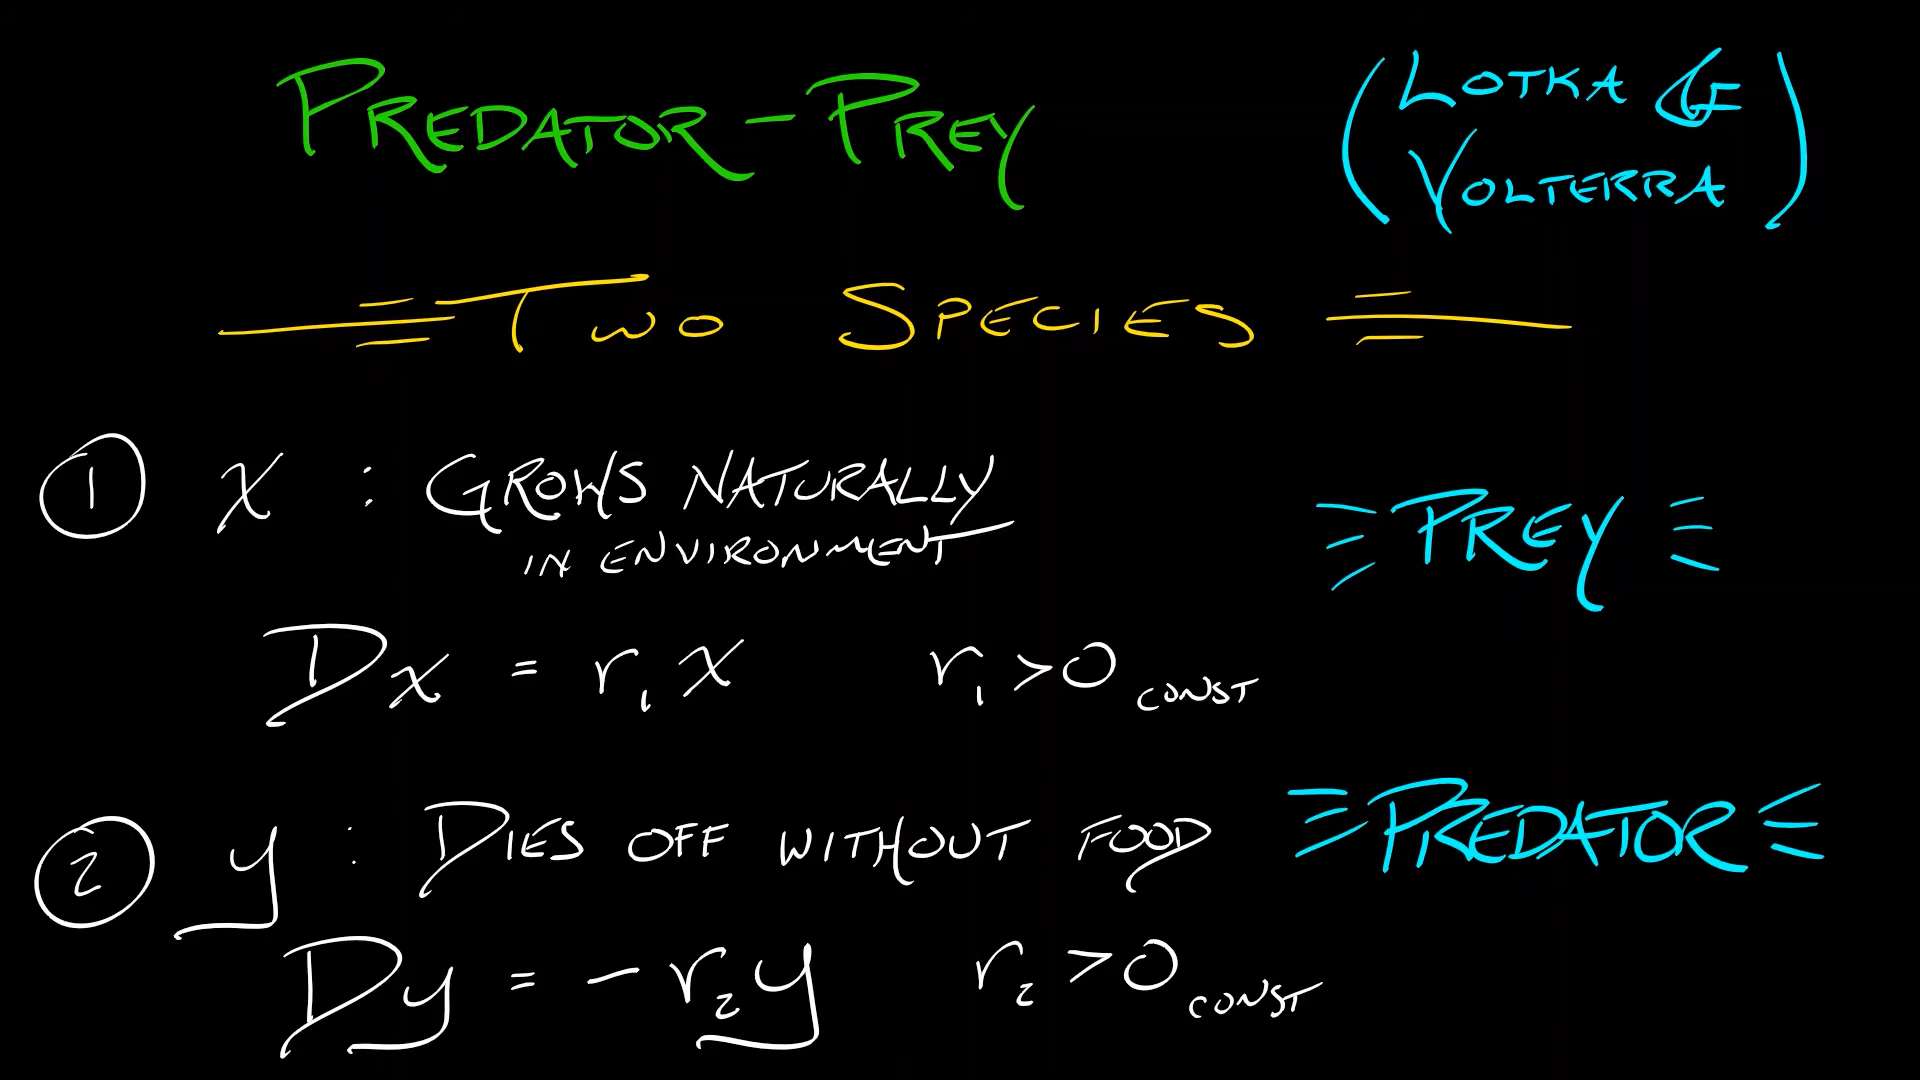 PREDATOR-PREY
(LOTKA & VOLTERRA)
TWO SPECIES
① x : GROWS NATURALLY
IN ENVIRONMENT
PREY
Dx = r₁x r₁ > 0 CONST
② y : DIES OFF WITHOUT FOOD
PREDATOR
Dy = -r₂y r₂ > 0 CONST